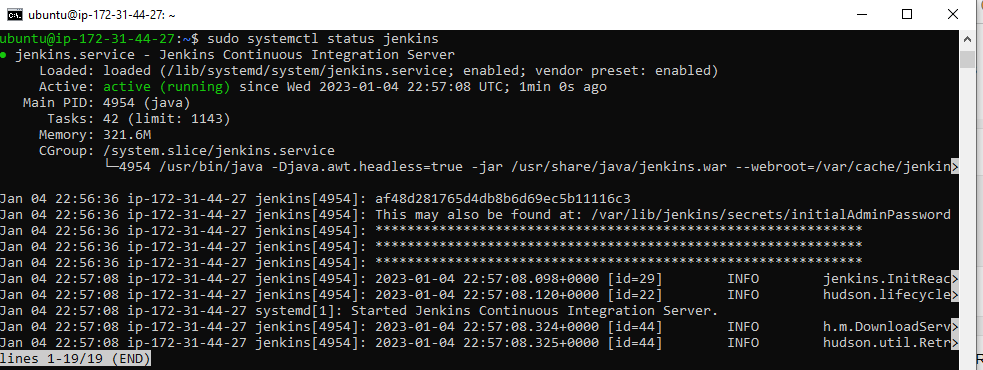 ubuntu@ip-172-31-44-27: ~
ubuntu@ip-172-31-44-27:~$ sudo systemctl status jenkins
● jenkins.service - Jenkins Continuous Integration Server
Loaded: loaded (/lib/systemd/system/jenkins.service; enabled; vendor preset: enabled)
Active: active (running) since Wed 2023-01-04 22:57:08 UTC; 1min 0s ago
Main PID: 4954 (java)
Tasks: 42 (limit: 1143)
Memory: 321.6M
CGroup: /system.slice/jenkins.service
└─4954 /usr/bin/java -Djava.awt.headless=true -jar /usr/share/java/jenkins.war --webroot=/var/cache/jenkin>
Jan 04 22:56:36 ip-172-31-44-27 jenkins[4954]: af48d281765d4db8b6d69ec5b11116c3
Jan 04 22:56:36 ip-172-31-44-27 jenkins[4954]: This may also be found at: /var/lib/jenkins/secrets/initialAdminPassword
Jan 04 22:56:36 ip-172-31-44-27 jenkins[4954]: *************************************************************
Jan 04 22:56:36 ip-172-31-44-27 jenkins[4954]: *************************************************************
Jan 04 22:56:36 ip-172-31-44-27 jenkins[4954]: *************************************************************
Jan 04 22:57:08 ip-172-31-44-27 jenkins[4954]: 2023-01-04 22:57:08.098+0000 [id=29] INFO jenkins.InitReac>
Jan 04 22:57:08 ip-172-31-44-27 jenkins[4954]: 2023-01-04 22:57:08.120+0000 [id=22] INFO hudson.lifecycle>
Jan 04 22:57:08 ip-172-31-44-27 systemd[1]: Started Jenkins Continuous Integration Server.
Jan 04 22:57:08 ip-172-31-44-27 jenkins[4954]: 2023-01-04 22:57:08.324+0000 [id=44] INFO h.m.DownloadServ>
Jan 04 22:57:08 ip-172-31-44-27 jenkins[4954]: 2023-01-04 22:57:08.325+0000 [id=44] INFO hudson.util.Retr>
lines 1-19/19 (END)